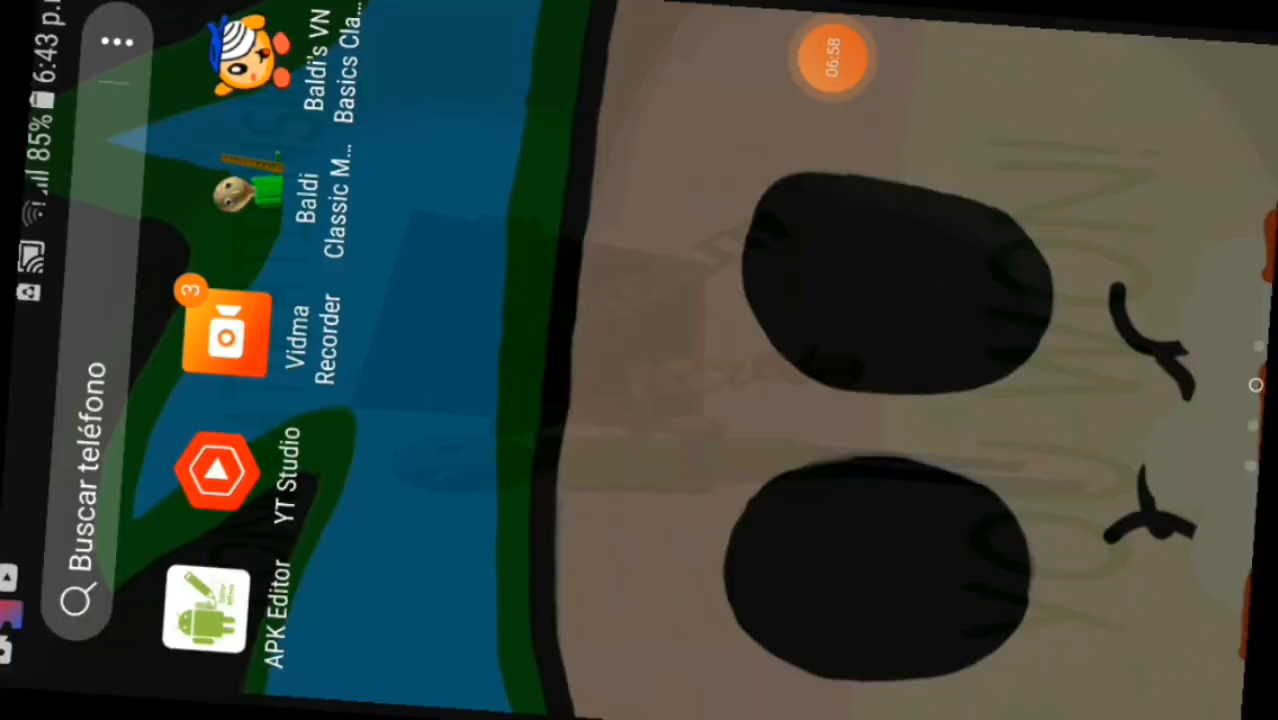 85% 6:43 p.
Buscar teléfono
APK Editor
YT Studio
Vidma
Recorder
Baldi
Classic M...
Baldi's VN
Basics Cla...
3
06:58